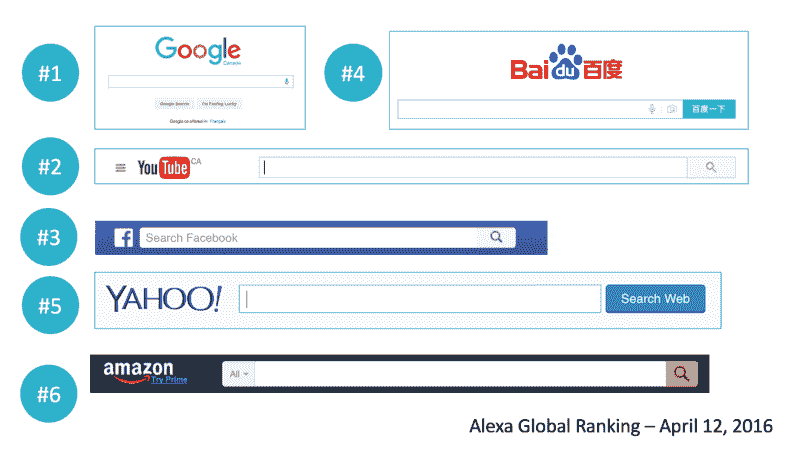 #1
Google
Canada
Google Search I'm Feeling Lucky
Google.ca offered in: Français
#4
Bai du 百度
百度一下
#2
YouTube CA
#3
f Search Facebook
#5
YAHOO!
Search Web
#6
amazon
Try Prime
All
Alexa Global Ranking – April 12, 2016